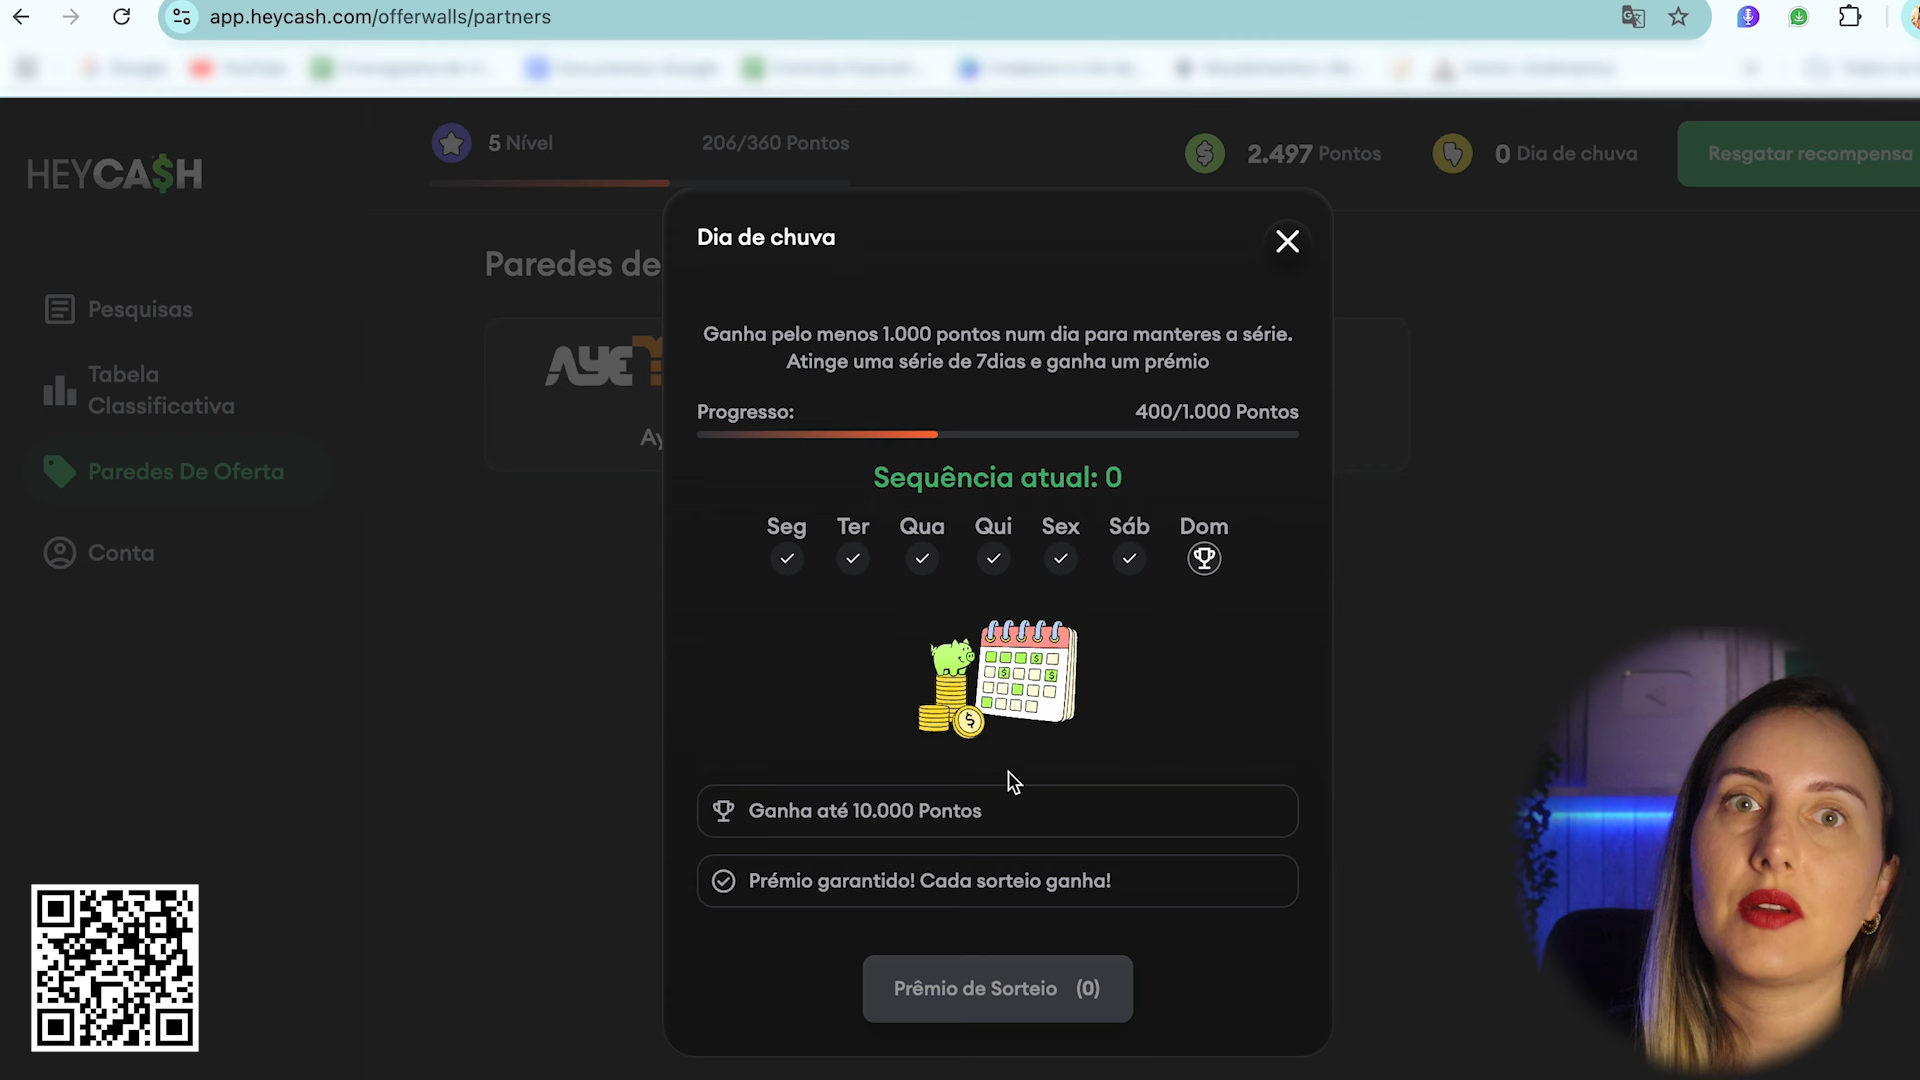 app.heycash.com/offerwalls/partners
HEYCA$H
5 Nível
206/360 Pontos
2.497 Pontos
0 Dia de chuva
Resgatar recompensa
Pesquisas
Tabela
Classificativa
Paredes De Oferta
Conta
Paredes de
AYE
Ay
Dia de chuva
Ganha pelo menos 1.000 pontos num dia para manteres a série.
Atinge uma série de 7dias e ganha um prémio
Progresso:
400/1.000 Pontos
Sequência atual: 0
Seg Ter Qua Qui Sex Sáb Dom
Ganha até 10.000 Pontos
Prémio garantido! Cada sorteio ganha!
Prêmio de Sorteio (0)